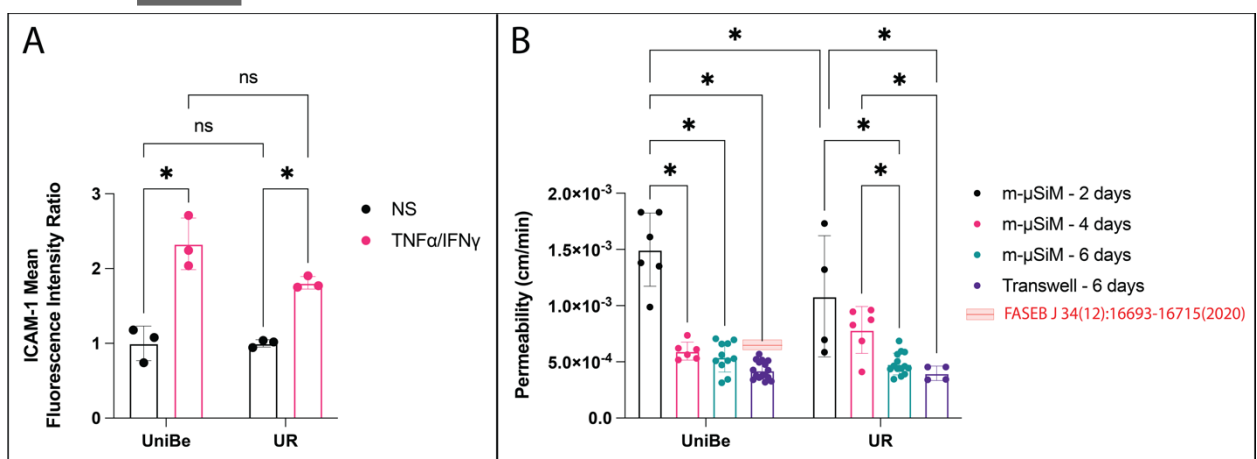 A
ns
ns
*
*
ICAM-1 Mean
Fluorescence Intensity Ratio
3
2
1
0
UniBe
UR
NS
TNFα/IFNγ
B
*
*
*
*
*
*
*
*
*
Permeability (cm/min)
2.0×10⁻³
1.5×10⁻³
1.0×10⁻³
5.0×10⁻⁴
0.0
UniBe
UR
m-µSiM - 2 days
m-µSiM - 4 days
m-µSiM - 6 days
Transwell - 6 days
FASEB J 34(12):16693-16715(2020)